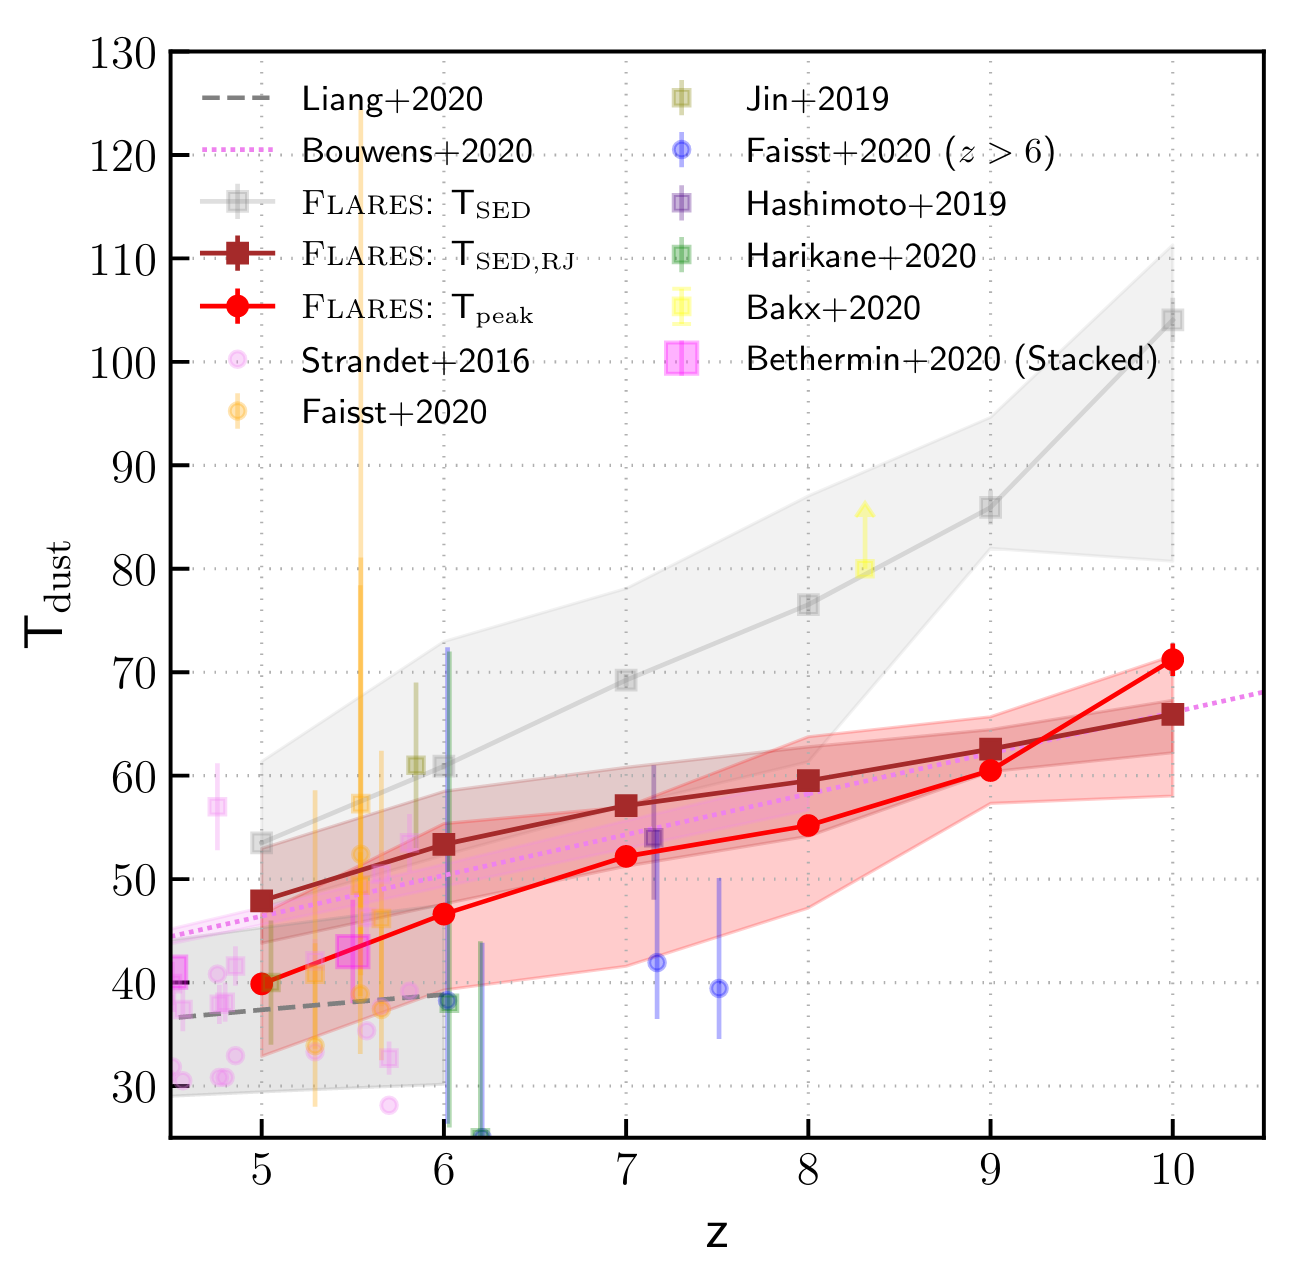 130
120
110
100
90
80
70
60
50
40
30
T_dust
Liang+2020
Bouwens+2020
FLARES: T_SED
FLARES: T_SED,RJ
FLARES: T_peak
Strandet+2016
Faisst+2020
Jin+2019
Faisst+2020 (z > 6)
Hashimoto+2019
Harikane+2020
Bakx+2020
Bethermin+2020 (Stacked)
5 6 7 8 9 10
z